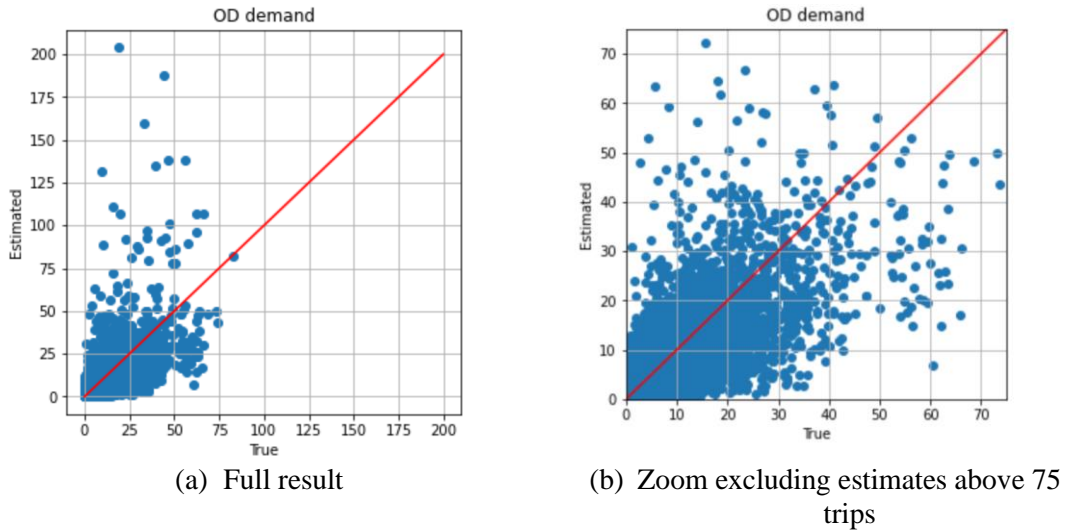 OD demand
200
175
150
125
100
75
50
25
0
Estimated
0 25 50 75 100 125 150 175 200
True
(a) Full result
OD demand
70
60
50
40
30
20
10
0
Estimated
0 10 20 30 40 50 60 70
True
(b) Zoom excluding estimates above 75
trips